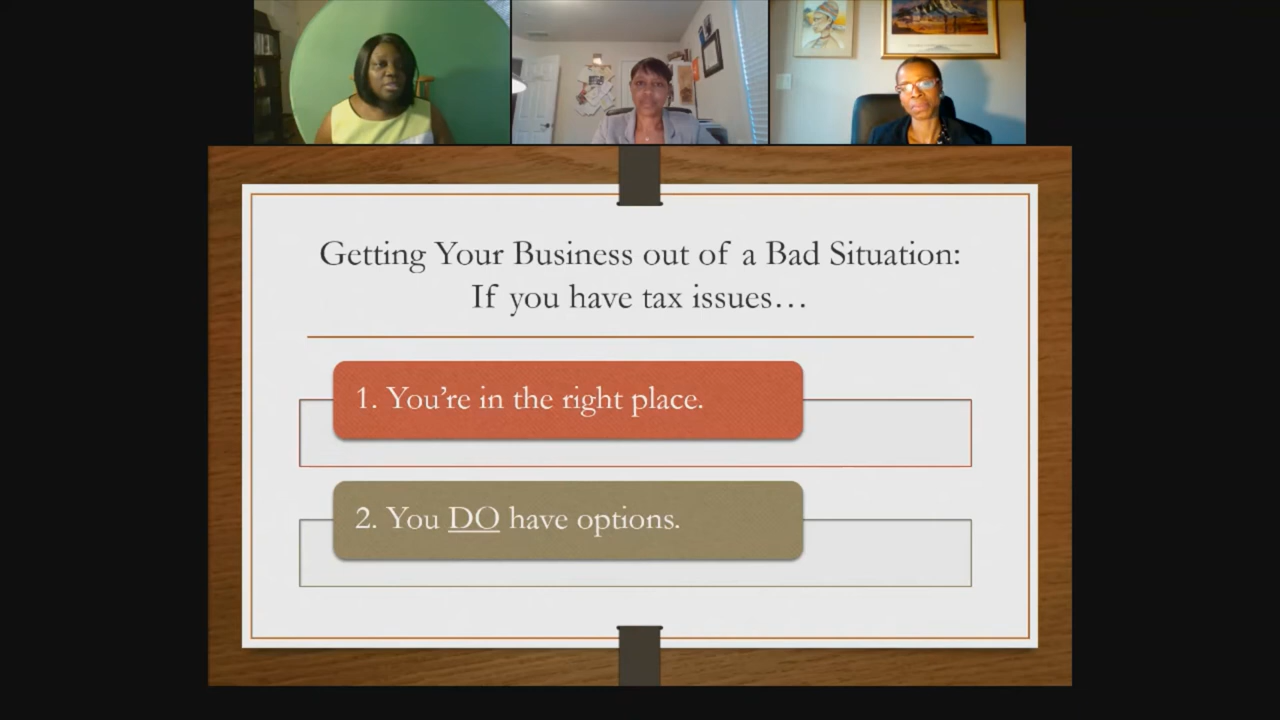 Getting Your Business out of a Bad Situation:
If you have tax issues…
1. You’re in the right place.
2. You DO have options.